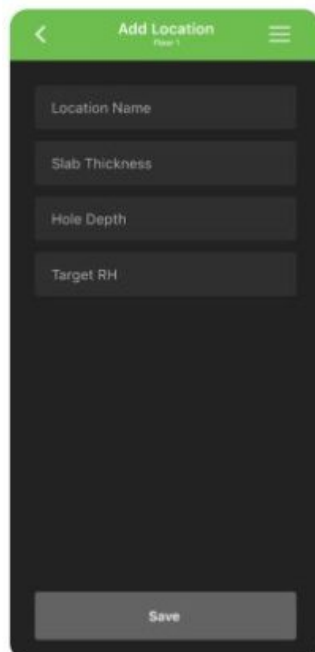 Add Location
Floor 1
Location Name
Slab Thickness
Hole Depth
Target RH
Save